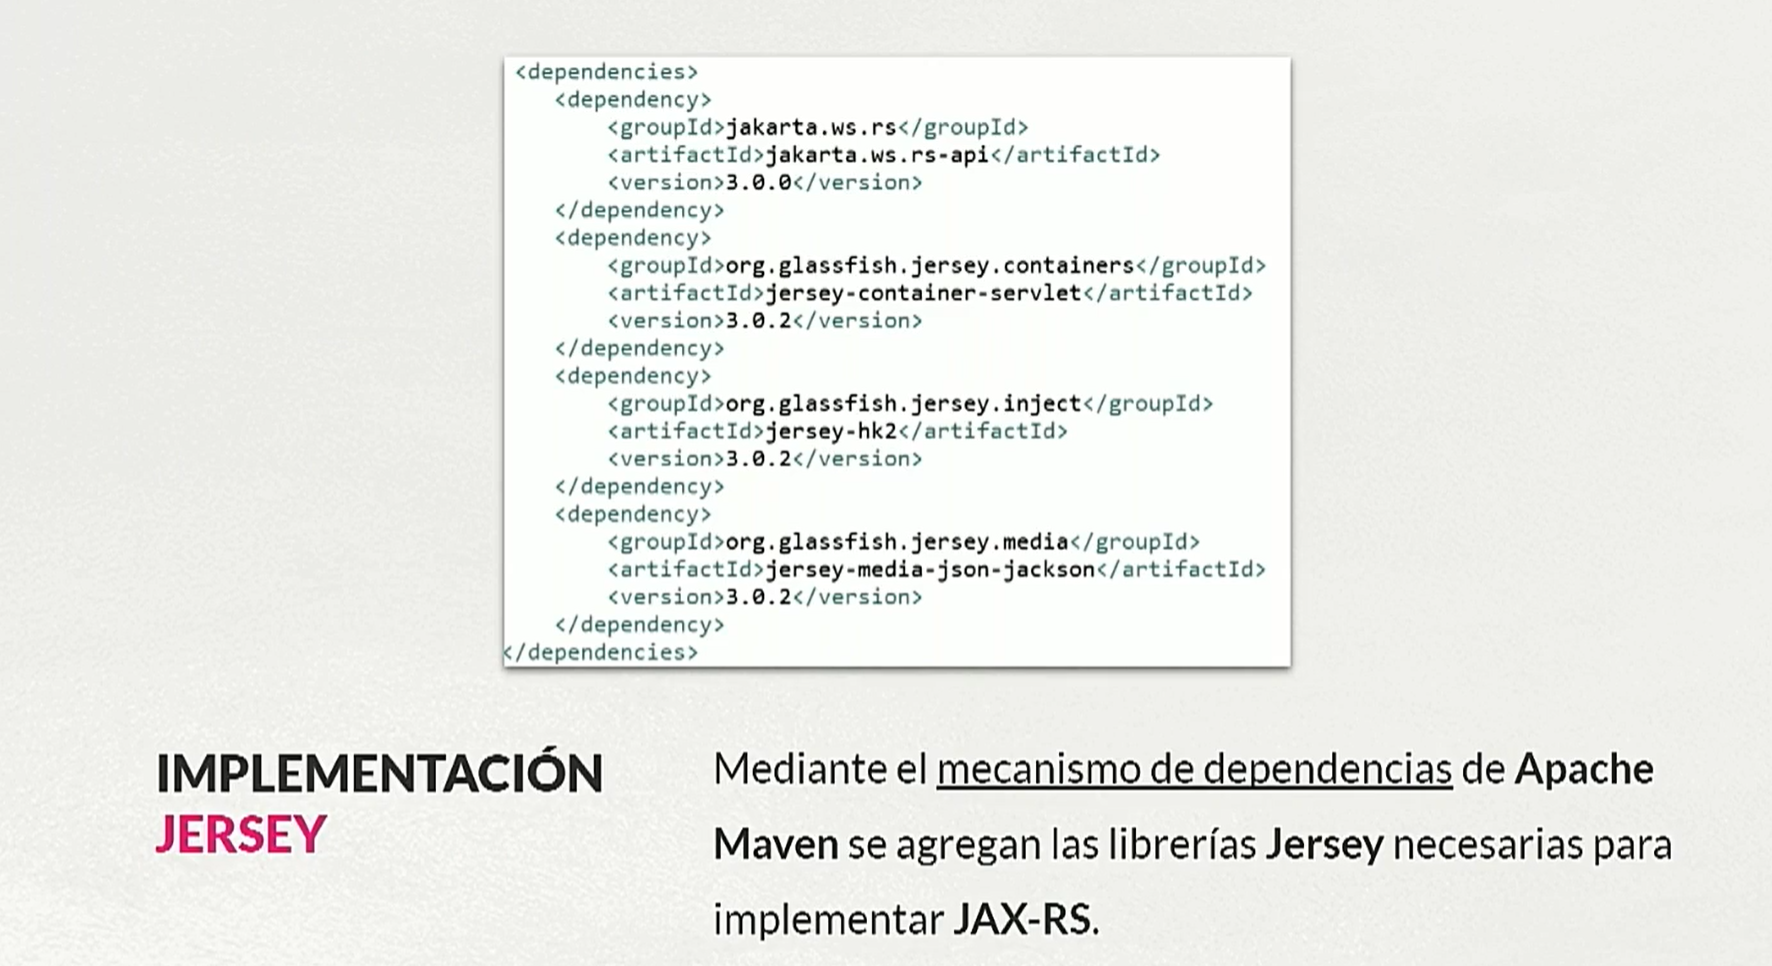 <dependencies>
<dependency>
<groupId>jakarta.ws.rs</groupId>
<artifactId>jakarta.ws.rs-api</artifactId>
<version>3.0.0</version>
</dependency>
<dependency>
<groupId>org.glassfish.jersey.containers</groupId>
<artifactId>jersey-container-servlet</artifactId>
<version>3.0.2</version>
</dependency>
<dependency>
<groupId>org.glassfish.jersey.inject</groupId>
<artifactId>jersey-hk2</artifactId>
<version>3.0.2</version>
</dependency>
<dependency>
<groupId>org.glassfish.jersey.media</groupId>
<artifactId>jersey-media-json-jackson</artifactId>
<version>3.0.2</version>
</dependency>
</dependencies>
IMPLEMENTACIÓN
JERSEY
Mediante el mecanismo de dependencias de Apache
Maven se agregan las librerías Jersey necesarias para
implementar JAX-RS.